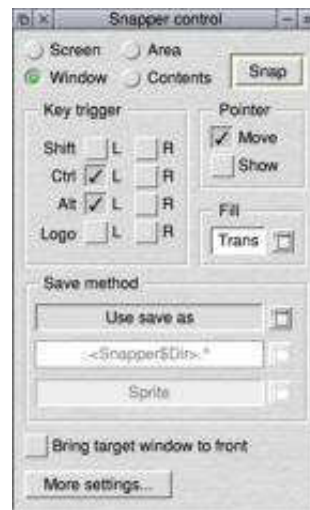 Snapper control
Screen Area
Window Contents Snap
Key trigger
Shift L R
Ctrl L R
Alt L R
Logo L R
Pointer
Move
Show
Fill
Trans
Save method
Use save as
<Snapper$Dir>.^
Sprite
Bring target window to front
More settings...